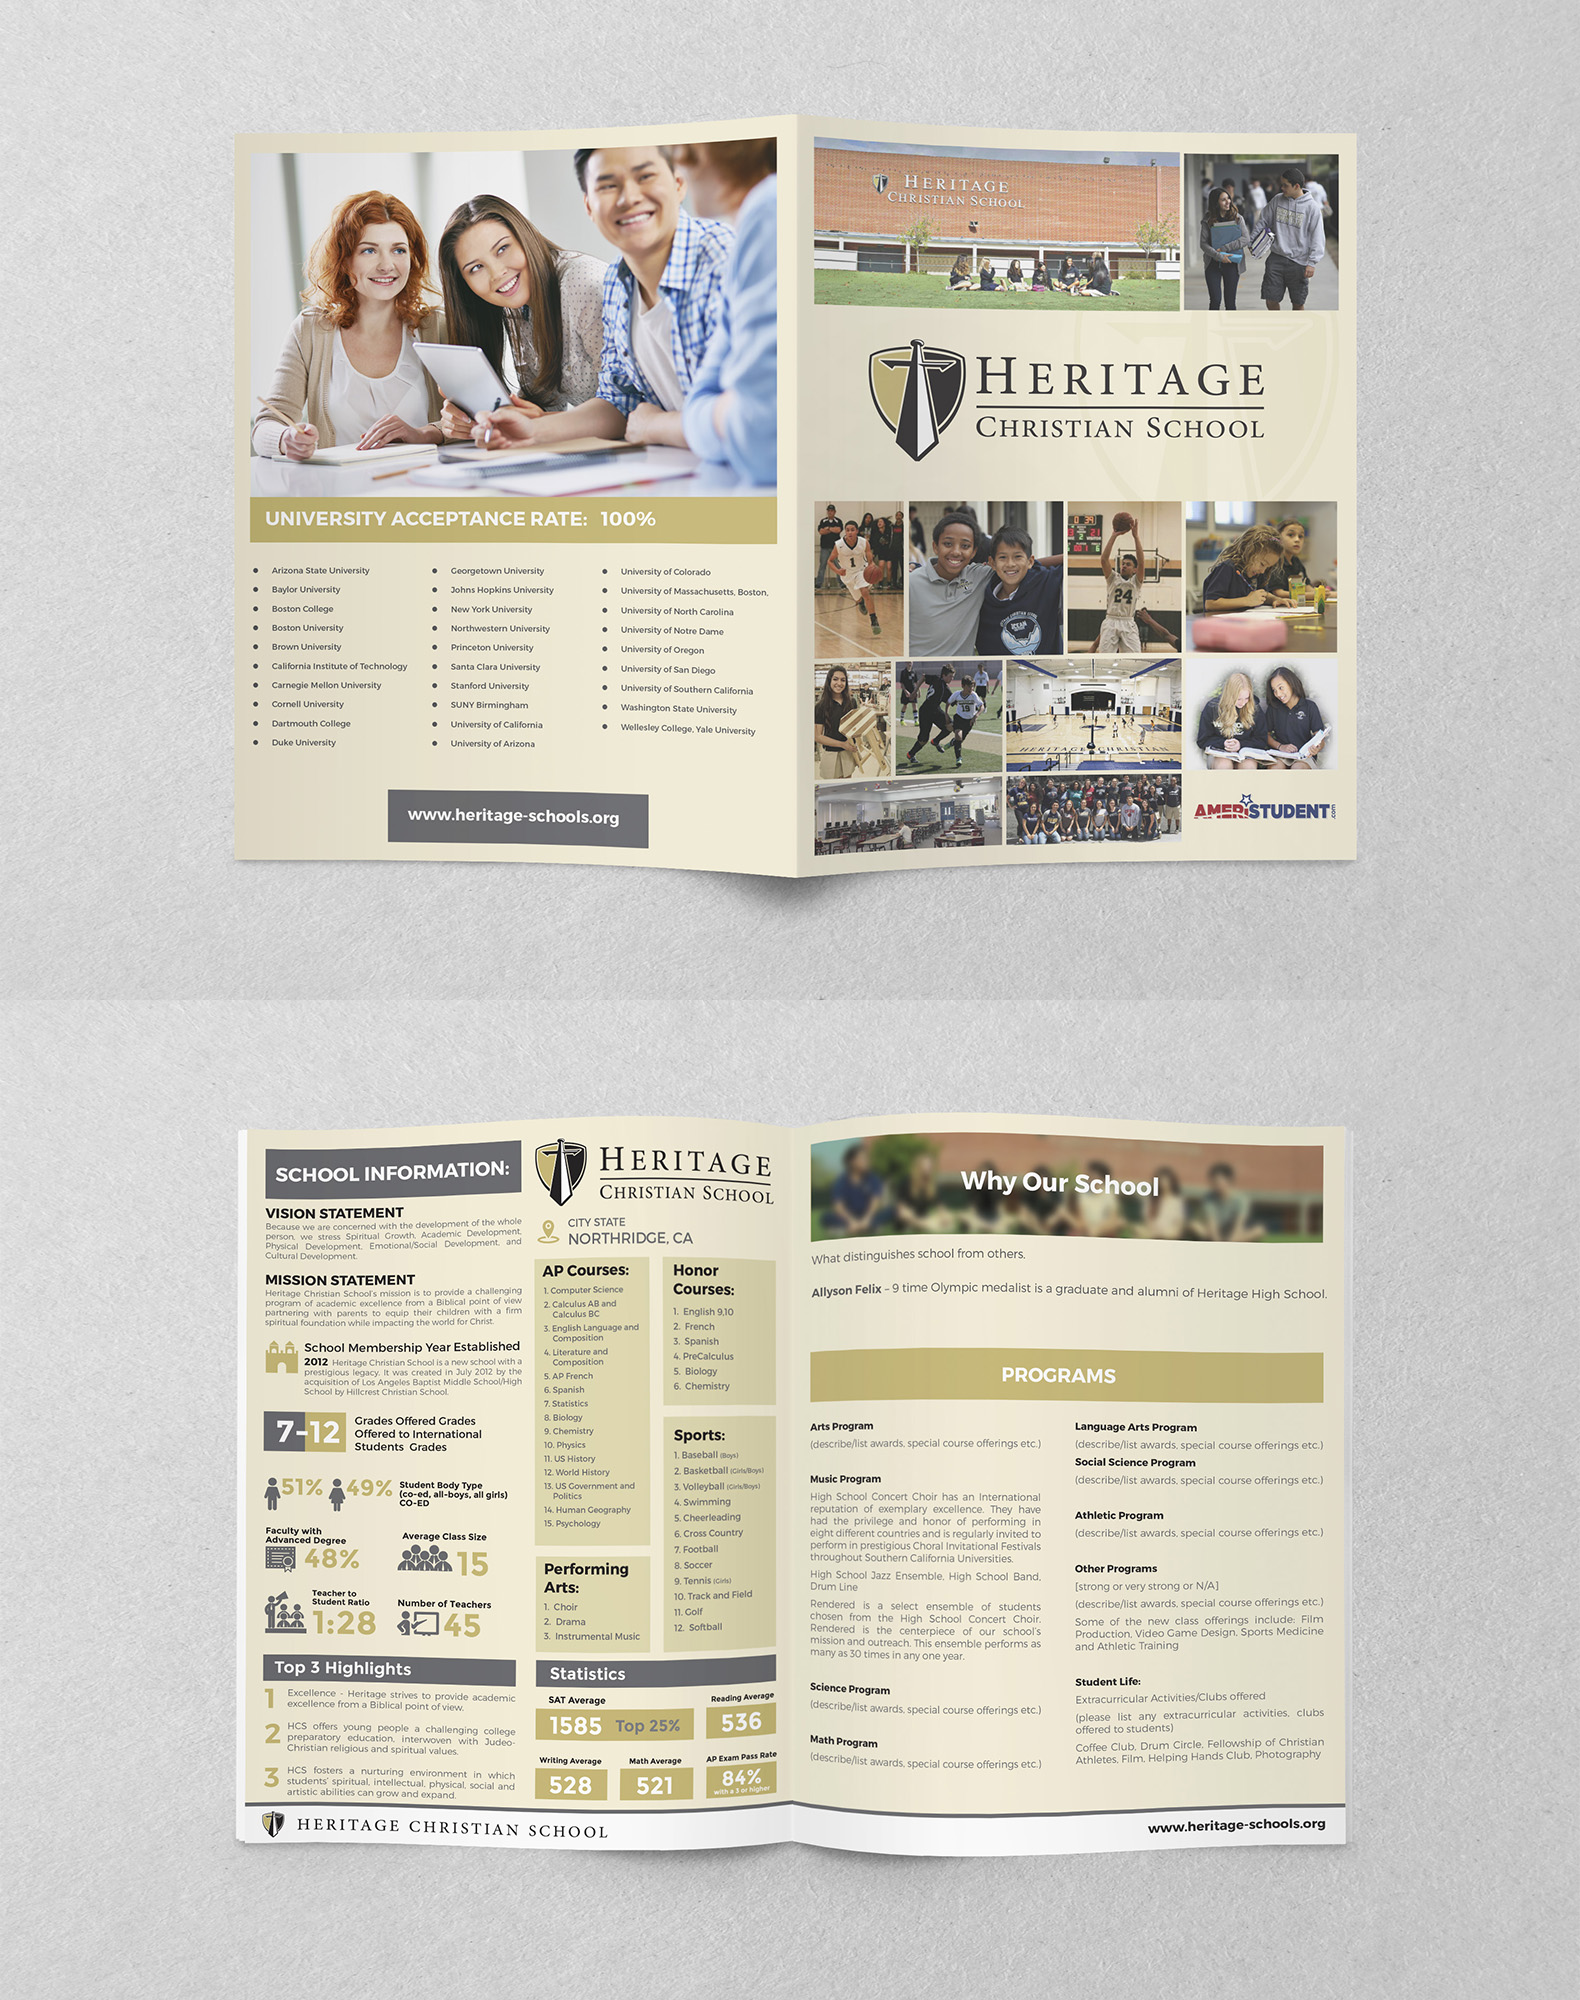 UNIVERSITY ACCEPTANCE RATE: 100%
Arizona State University
Baylor University
Boston College
Boston University
Brown University
California Institute of Technology
Carnegie Mellon University
Cornell University
Dartmouth College
Duke University
Georgetown University
Johns Hopkins University
New York University
Northwestern University
Princeton University
Santa Clara University
Stanford University
SUNY Birmingham
University of California
University of Arizona
University of Colorado
University of Massachusetts, Boston,
University of North Carolina
University of Notre Dame
University of Oregon
University of San Diego
University of Southern California
Washington State University
Wellesley College, Yale University
www.heritage-schools.org
HERITAGE
CHRISTIAN SCHOOL
HERITAGE
CHRISTIAN SCHOOL
1
24
19
HERITAGE CHRISTIAN
AMERISTUDENT.com
SCHOOL INFORMATION:
VISION STATEMENT
Because we are concerned with the development of the whole
person, we stress Spiritual Growth, Academic Development,
Physical Development, Emotional/Social Development, and
Cultural Development.
MISSION STATEMENT
Heritage Christian School's mission is to provide a challenging
program of academic excellence from a Biblical point of view
partnering with parents to equip their children with a firm
spiritual foundation while impacting the world for Christ.
School Membership Year Established
2012 Heritage Christian School is a new school with a
prestigious legacy. It was created in July 2012 by the
acquisition of Los Angeles Baptist Middle School/High
School by Hillcrest Christian School.
7-12
Grades Offered Grades
Offered to International
Students Grades
51%
49%
Student Body Type
(co-ed, all-boys, all girls)
CO-ED
Faculty with
Advanced Degree
48%
Average Class Size
15
Teacher to
Student Ratio
1:28
Number of Teachers
45
Top 3 Highlights
1 Excellence - Heritage strives to provide academic
excellence from a Biblical point of view.
2 HCS offers young people a challenging college
preparatory education, interwoven with Judeo-
Christian religious and spiritual values.
3 HCS fosters a nurturing environment in which
students' spiritual, intellectual, physical, social and
artistic abilities can grow and expand.
HERITAGE
CHRISTIAN SCHOOL
CITY STATE
NORTHRIDGE, CA
AP Courses:
1. Computer Science
2. Calculus AB and
Calculus BC
3. English Language and
Composition
4. Literature and
Composition
5. AP French
6. Spanish
7. Statistics
8. Biology
9. Chemistry
10. Physics
11. US History
12. World History
13. US Government and
Politics
14. Human Geography
15. Psychology
Performing
Arts:
1. Choir
2. Drama
3. Instrumental Music
Honor
Courses:
1. English 9,10
2. French
3. Spanish
4. PreCalculus
5. Biology
6. Chemistry
Sports:
1. Baseball (Boys)
2. Basketball (Girls/Boys)
3. Volleyball (Girls/Boys)
4. Swimming
5. Cheerleading
6. Cross Country
7. Football
8. Soccer
9. Tennis (Girls)
10. Track and Field
11. Golf
12. Softball
Statistics
SAT Average
1585 Top 25%
Reading Average
536
Writing Average
528
Math Average
521
AP Exam Pass Rate
84%
with a 3 or higher
HERITAGE CHRISTIAN SCHOOL
Why Our School
What distinguishes school from others.
Allyson Felix – 9 time Olympic medalist is a graduate and alumni of Heritage High School.
PROGRAMS
Arts Program
(describe/list awards, special course offerings etc.)
Music Program
High School Concert Choir has an International
reputation of exemplary excellence. They have
had the privilege and honor of performing in
eight different countries and is regularly invited to
perform in prestigious Choral Invitational Festivals
throughout Southern California Universities.
High School Jazz Ensemble, High School Band,
Drum Line
Rendered is a select ensemble of students
chosen from the High School Concert Choir.
Rendered is the centerpiece of our school's
mission and outreach. This ensemble performs as
many as 30 times in any one year.
Science Program
(describe/list awards, special course offerings etc.)
Math Program
(describe/list awards, special course offerings etc.)
Language Arts Program
(describe/list awards, special course offerings etc.)
Social Science Program
(describe/list awards, special course offerings etc.)
Athletic Program
(describe/list awards, special course offerings etc.)
Other Programs
[strong or very strong or N/A]
(describe/list awards, special course offerings etc.)
Some of the new class offerings include: Film
Production, Video Game Design, Sports Medicine
and Athletic Training
Student Life:
Extracurricular Activities/Clubs offered
(please list any extracurricular activities, clubs
offered to students)
Coffee Club, Drum Circle, Fellowship of Christian
Athletes, Film, Helping Hands Club, Photography
www.heritage-schools.org